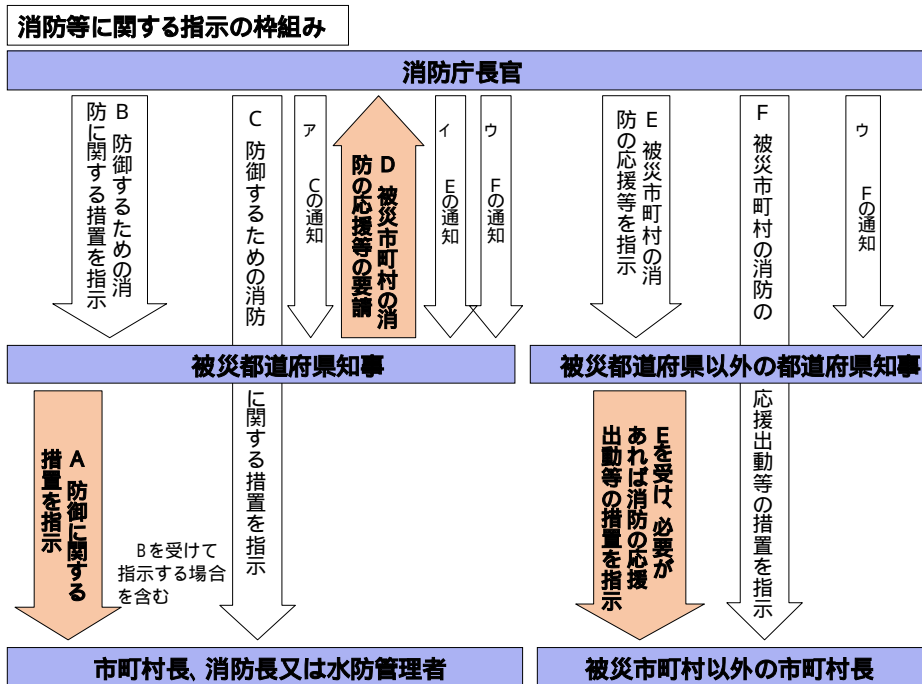 消防等に関する指示の枠組み
消防庁長官
B 防御するための消
防に関する措置を指示
C 防御するための消防
に関する措置を指示
ア Cの通知
D 被災市町村の消
防の応援等の要請
イ Eの通知
ウ Fの通知
E 被災市町村の消
防の応援等を指示
F 被災市町村の消防の
応援出動等の措置を指示
ウ Fの通知
被災都道府県知事
被災都道府県以外の都道府県知事
A 防御に関する
措置を指示
Bを受けて
指示する場合
を含む
Eを受け、必要が
あれば消防の応援
出動等の措置を指示
市町村長、消防長又は水防管理者
被災市町村以外の市町村長